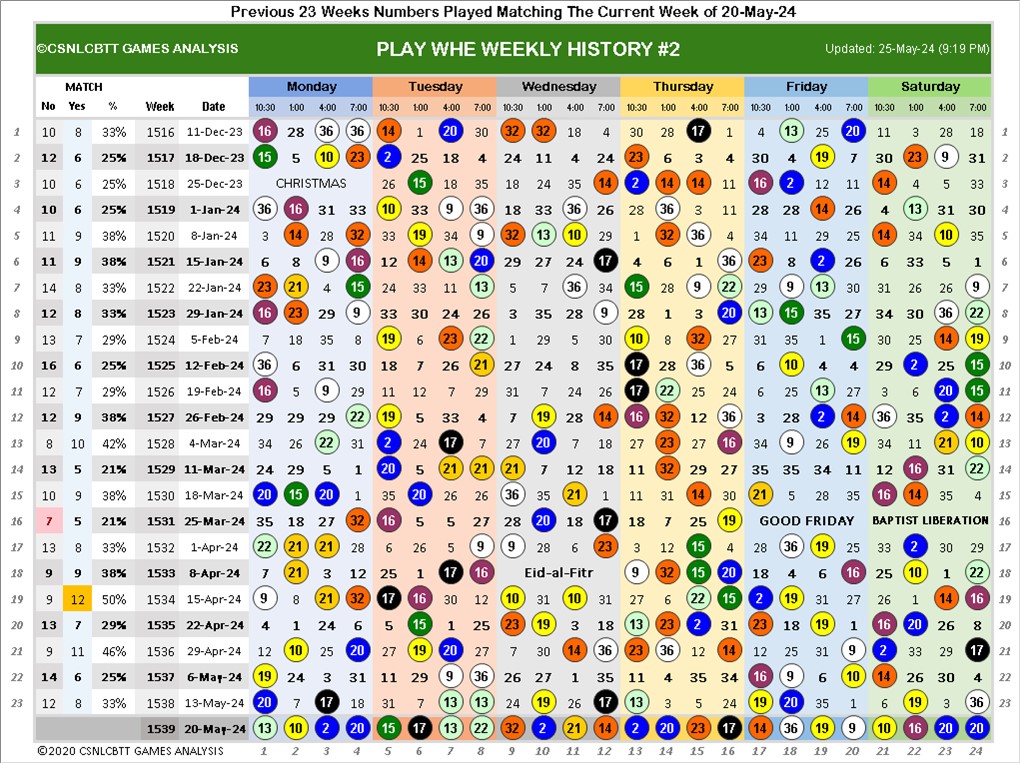 Previous 23 Weeks Numbers Played Matching The Current Week of 20-May-24
©CSNLCBTT GAMES ANALYSIS PLAY WHE WEEKLY HISTORY #2 Updated: 25-May-24 (9:19 PM)
MATCH Monday Tuesday Wednesday Thursday Friday Saturday
No Yes % Week Date 10:30 1:00 4:00 7:00 10:30 1:00 4:00 7:00 10:30 1:00 4:00 7:00 10:30 1:00 4:00 7:00 10:30 1:00 4:00 7:00 10:30 1:00 4:00 7:00
1 10 8 33% 1516 11-Dec-23 16 28 36 36 14 1 20 30 32 32 18 4 30 28 17 1 4 13 25 20 11 3 28 18 1
2 12 6 25% 1517 18-Dec-23 15 5 10 23 2 25 18 4 24 11 4 24 23 6 3 4 30 4 19 7 30 23 9 31 2
3 10 6 25% 1518 25-Dec-23 CHRISTMAS 26 15 18 35 18 24 35 14 2 14 14 11 16 2 12 11 14 4 5 33 3
4 10 6 25% 1519 1-Jan-24 36 16 31 33 10 33 9 36 18 33 36 26 28 36 3 11 28 28 14 26 4 13 31 30 4
5 11 9 38% 1520 8-Jan-24 3 14 28 32 33 19 34 9 32 13 10 29 1 32 36 4 34 11 29 25 14 34 10 35 5
6 11 9 38% 1521 15-Jan-24 6 8 9 16 12 14 13 20 29 27 24 17 4 6 1 36 23 8 2 26 6 33 5 1 6
7 14 8 33% 1522 22-Jan-24 23 21 4 15 24 33 11 13 5 7 36 34 15 28 9 22 29 9 13 30 31 26 26 9 7
8 12 8 33% 1523 29-Jan-24 16 23 29 9 33 30 24 26 3 35 28 9 28 1 3 20 13 15 35 27 34 30 36 22 8
9 13 7 29% 1524 5-Feb-24 7 18 35 8 19 6 23 22 1 29 5 30 10 8 32 27 31 35 1 15 30 25 14 19 9
10 16 6 25% 1525 12-Feb-24 36 6 31 30 18 7 26 21 27 24 8 35 17 28 36 5 6 10 4 4 29 2 25 15 10
11 12 7 29% 1526 19-Feb-24 16 5 9 29 11 12 7 29 31 7 24 26 17 22 25 24 6 25 13 27 3 6 20 15 11
12 12 9 38% 1527 26-Feb-24 29 29 29 22 19 5 33 4 7 19 28 14 16 32 12 36 3 28 2 14 36 35 2 14 12
13 8 10 42% 1528 4-Mar-24 34 26 22 31 2 24 17 7 27 20 7 18 27 23 27 16 34 9 26 19 34 11 21 10 13
14 13 5 21% 1529 11-Mar-24 24 29 5 1 20 5 21 21 21 7 12 18 11 32 29 27 35 35 34 11 12 16 31 22 14
15 10 9 38% 1530 18-Mar-24 20 15 20 1 35 20 26 26 36 35 21 1 11 31 14 30 21 5 28 35 16 14 35 4 15
16 7 5 21% 1531 25-Mar-24 35 18 27 32 16 5 5 27 28 20 18 17 18 7 25 19 GOOD FRIDAY BAPTIST LIBERATION 16
17 13 8 33% 1532 1-Apr-24 22 21 21 28 6 26 5 9 9 28 6 23 3 12 15 4 28 36 19 25 33 2 30 29 17
18 9 9 38% 1533 8-Apr-24 7 21 3 12 25 1 17 16 Eid-al-Fitr 9 32 15 20 18 4 6 16 25 10 1 22 18
19 9 12 50% 1534 15-Apr-24 9 8 21 32 17 16 30 12 10 31 10 31 27 6 22 15 2 19 31 27 26 1 14 16 19
20 13 7 29% 1535 22-Apr-24 4 1 24 6 5 15 1 25 23 19 3 18 13 23 2 31 23 18 19 1 16 20 26 8 20
21 9 11 46% 1536 29-Apr-24 12 10 25 20 27 19 20 27 7 30 14 36 23 36 12 14 12 25 31 9 2 33 29 17 21
22 14 6 25% 1537 6-May-24 19 24 3 31 11 29 9 36 26 27 1 35 11 4 35 34 16 9 6 10 14 26 30 4 22
23 12 8 33% 1538 13-May-24 20 7 17 18 31 7 13 13 24 19 29 17 13 3 5 24 19 20 35 1 6 19 3 36 23
1539 20-May-24 13 10 2 20 15 17 13 22 32 2 21 14 2 20 23 17 14 36 19 9 10 16 20 20
©2020 CSNLCBTT GAMES ANALYSIS 1 2 3 4 5 6 7 8 9 10 11 12 13 14 15 16 17 18 19 20 21 22 23 24